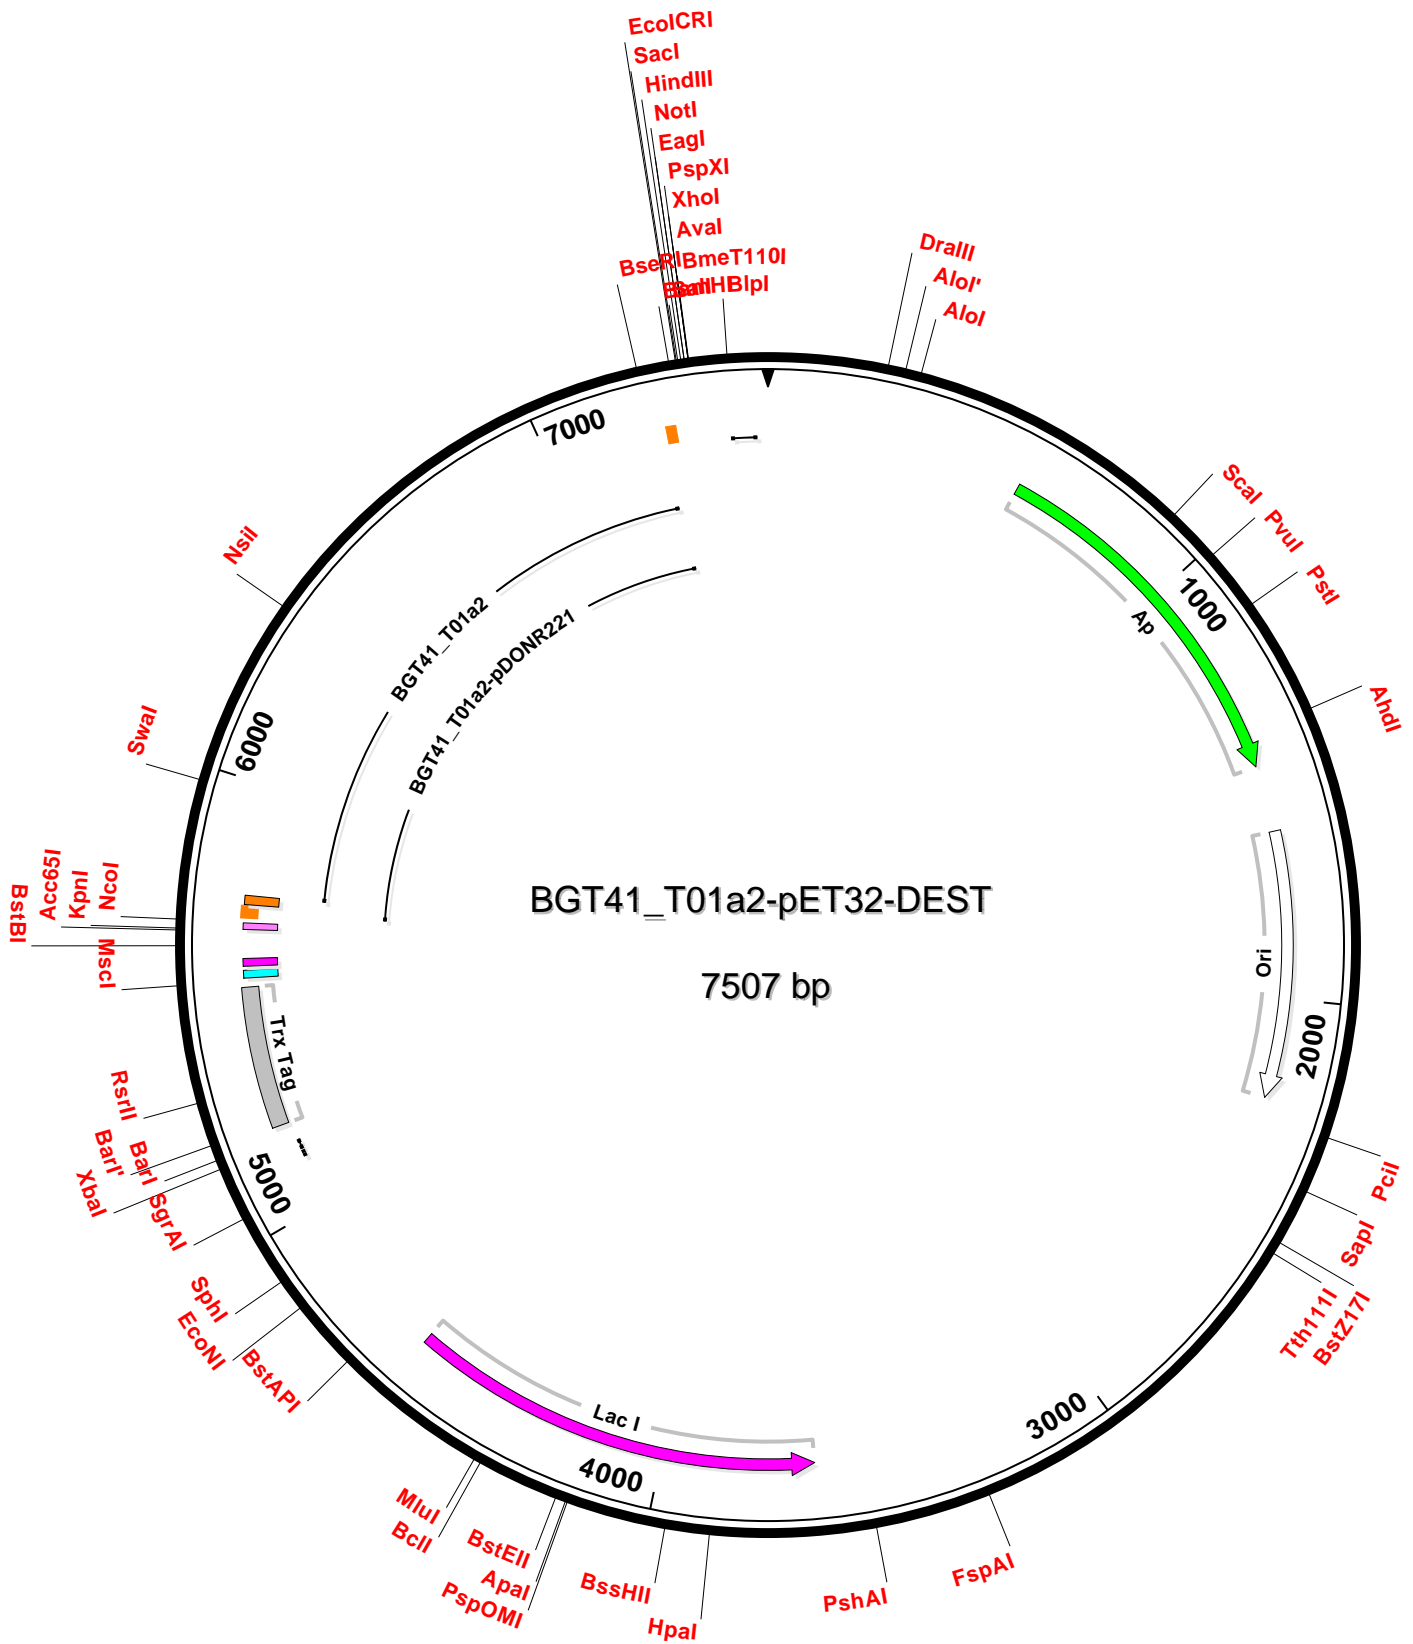 EcoICRI
SacI
HindIII
NotI
EagI
PspXI
XhoI
AvaI
BseRI
BmeT110I
BamHI
BlpI
DraIII
AloI'
AloI
ScaI
PvuI
PstI
AhdI
7000
1000
Ap
NsiI
BGT41_T01a2
BGT41_T01a2-pDONR221
SwaI
6000
BstBI
Acc65I
KpnI
NcoI
MscI
BGT41_T01a2-pET32-DEST
7507 bp
Ori
2000
Trx Tag
RsrII
BarI'
BarI
XbaI
SgrAI
5000
SphI
EcoNI
BstAPI
PciI
SapI
Tth111I
BstZ17I
3000
Lac I
4000
MluI
BclI
BstEII
ApaI
PspOMI
BssHII
HpaI
PshAI
FspAI